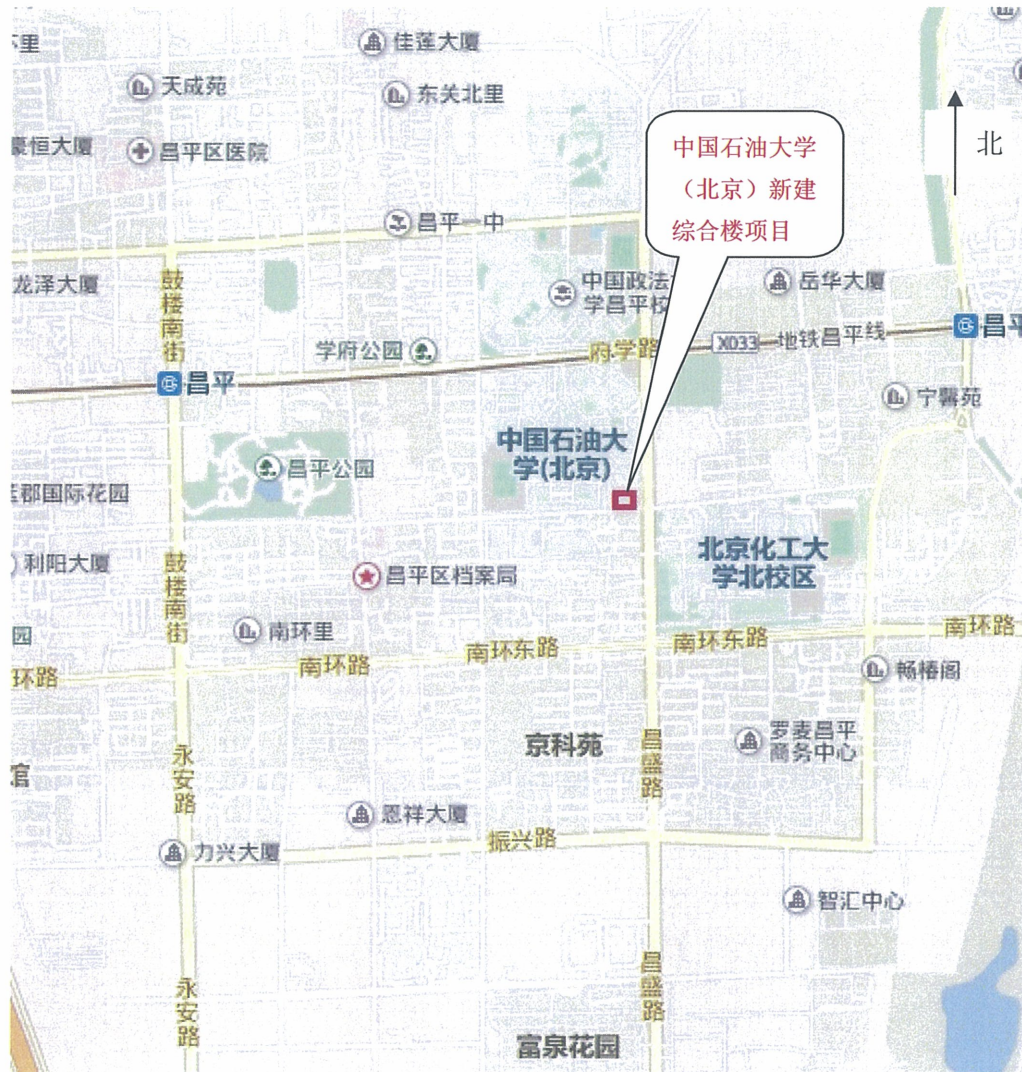 佳莲大厦
天成苑
东关北里
北
中国石油大学
（北京）新建
综合楼项目
豪恒大厦
昌平区医院
昌平一中
龙泽大厦
鼓楼南街
中国政法大
学昌平校
岳华大厦
学府公园
府学路
X033
地铁昌平线
昌平
昌平
宁馨苑
中国石油大
学(北京)
昌平公园
郡国际花园
利阳大厦
鼓楼南街
昌平区档案局
北京化工大
学北校区
园
南环里
南环路
南环东路
南环东路
南环路
环路
畅椿阁
京科苑
昌盛路
罗麦昌平
商务中心
永安路
馆
恩祥大厦
振兴路
力兴大厦
智汇中心
永安路
昌盛路
富泉花园